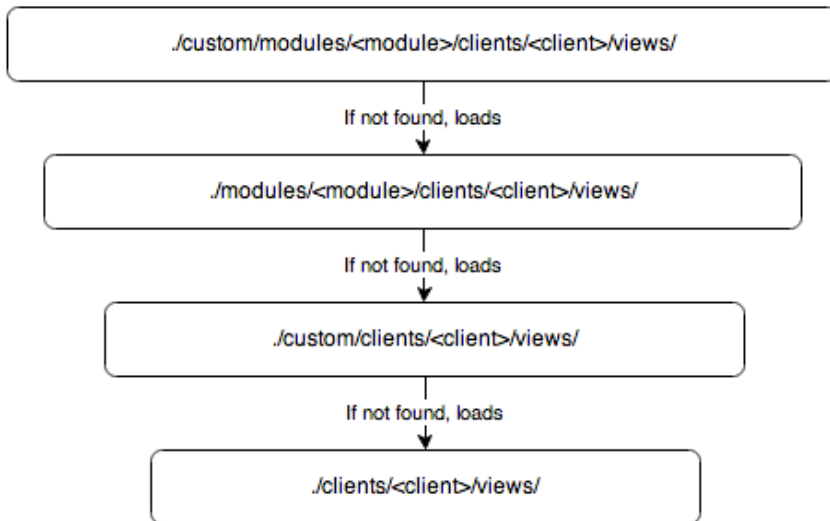 ./custom/modules/<module>/clients/<client>/views/
If not found, loads
./modules/<module>/clients/<client>/views/
If not found, loads
./custom/clients/<client>/views/
If not found, loads
./clients/<client>/views/